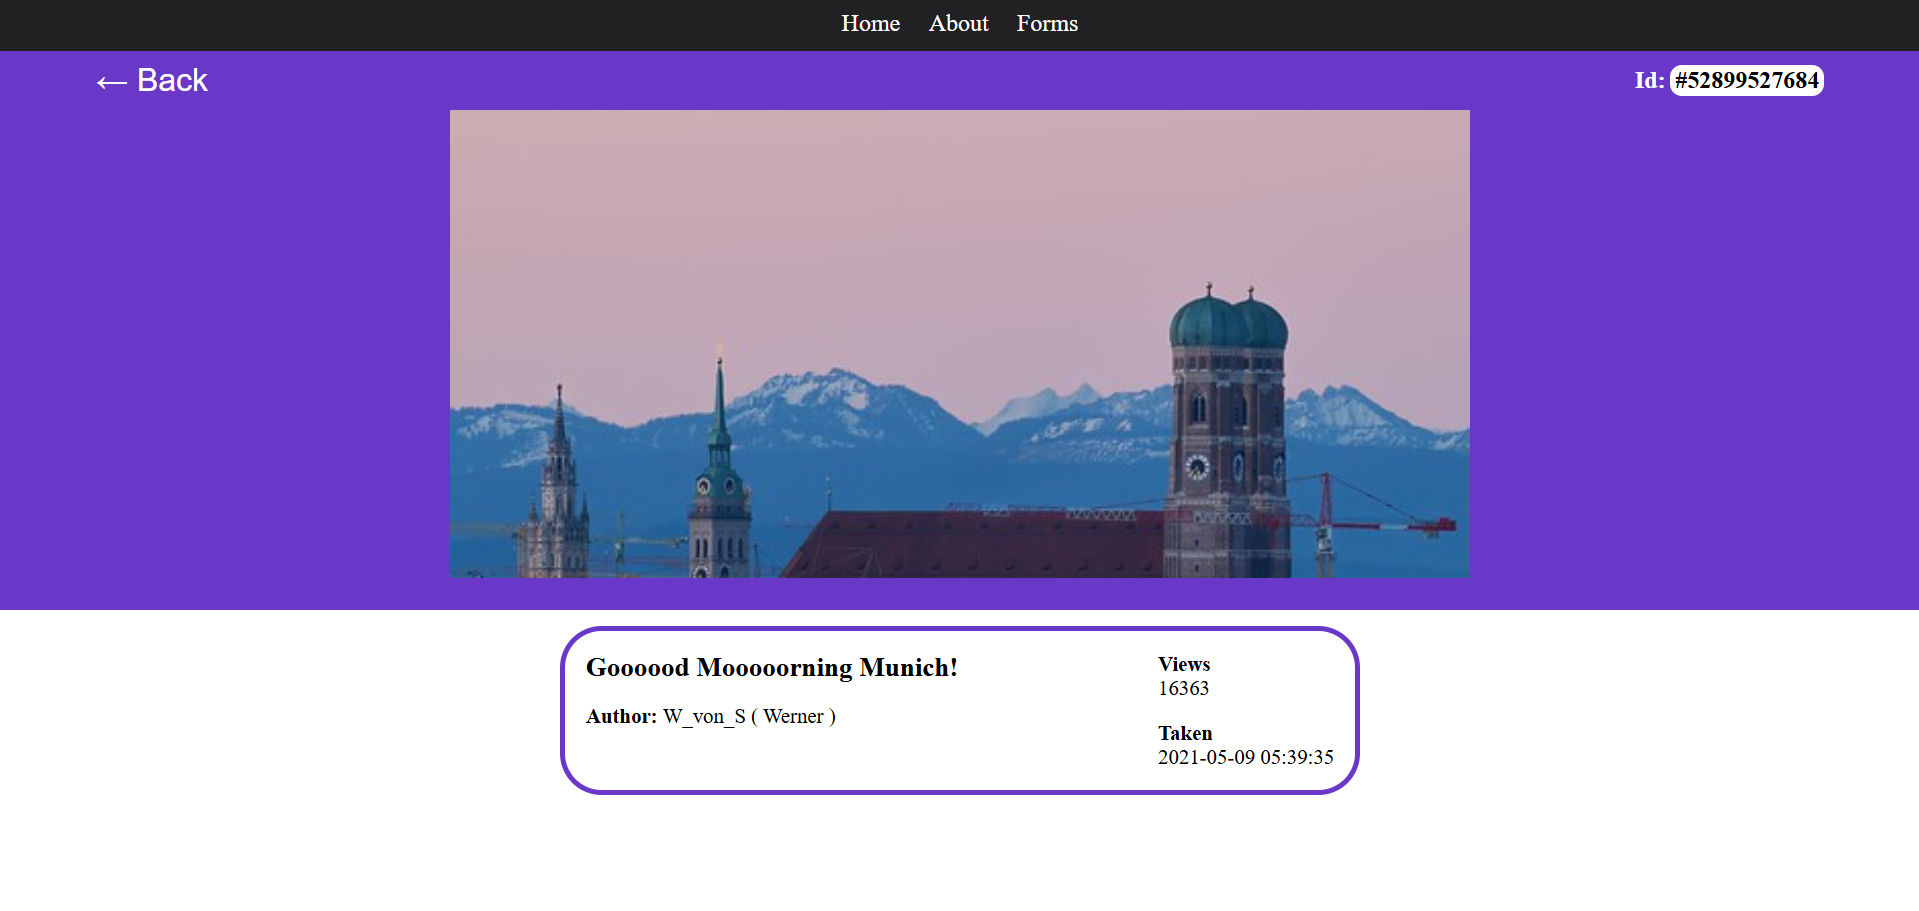 Home About Forms
← Back
Id: #52899527684
Goooood Mooooorning Munich!
Author: W_von_S ( Werner )
Views
16363
Taken
2021-05-09 05:39:35